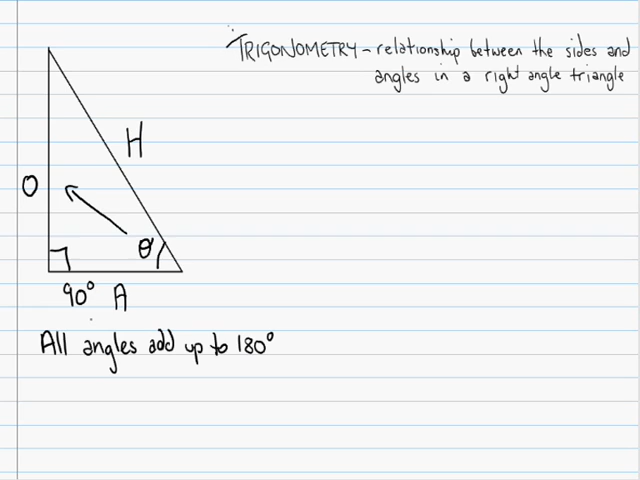 TRIGONOMETRY - relationship between the sides and
angles in a right angle triangle
H
O
θ
90° A
All angles add up to 180°